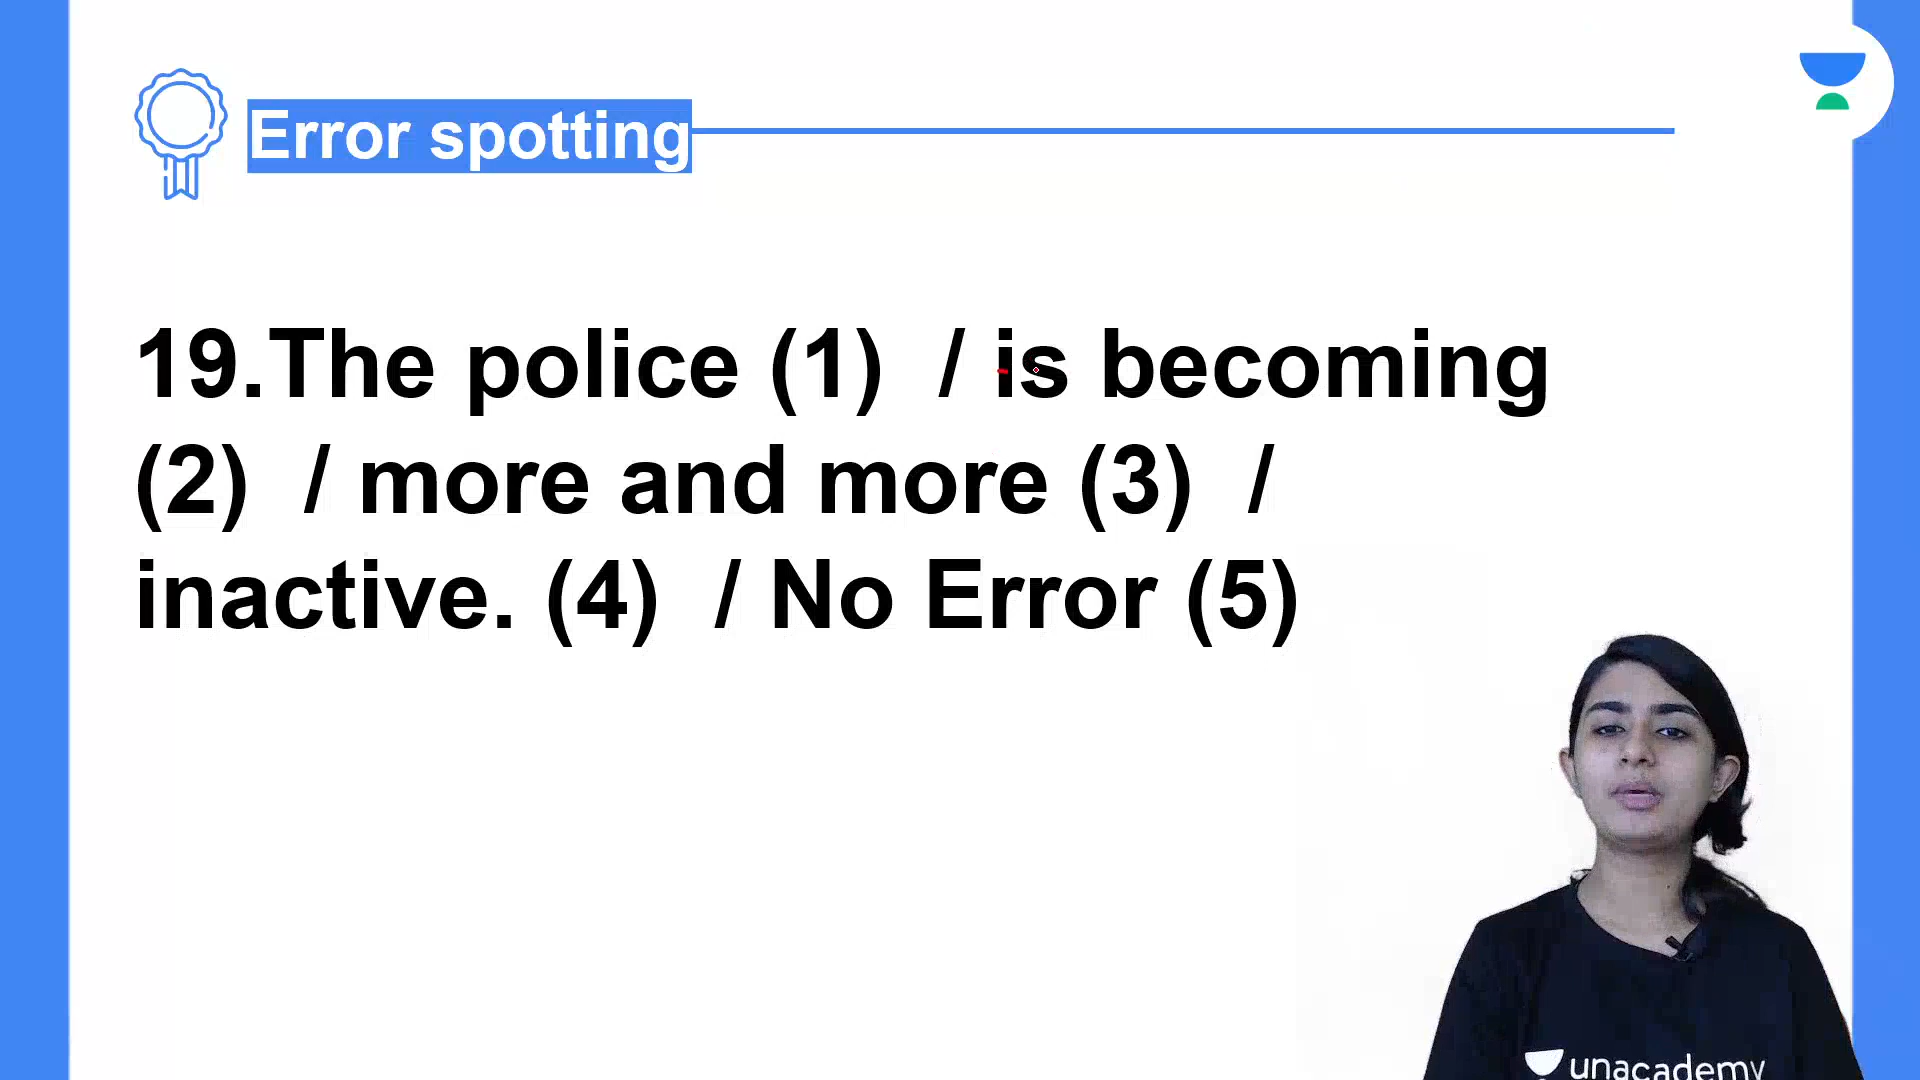 Error spotting
19.The police (1) / is becoming
(2) / more and more (3) /
inactive. (4) / No Error (5)
unacademy